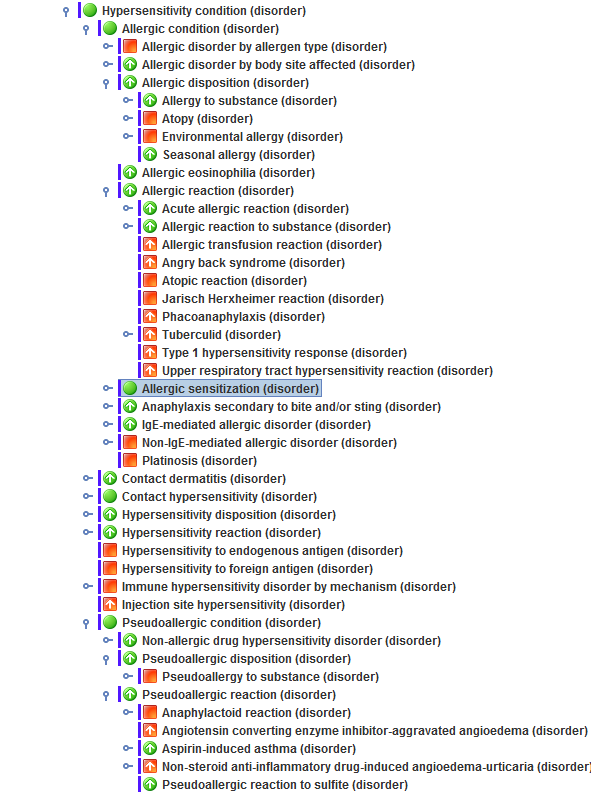 Hypersensitivity condition (disorder)
Allergic condition (disorder)
Allergic disorder by allergen type (disorder)
Allergic disorder by body site affected (disorder)
Allergic disposition (disorder)
Allergy to substance (disorder)
Atopy (disorder)
Environmental allergy (disorder)
Seasonal allergy (disorder)
Allergic eosinophilia (disorder)
Allergic reaction (disorder)
Acute allergic reaction (disorder)
Allergic reaction to substance (disorder)
Allergic transfusion reaction (disorder)
Angry back syndrome (disorder)
Atopic reaction (disorder)
Jarisch Herxheimer reaction (disorder)
Phacoanaphylaxis (disorder)
Tuberculid (disorder)
Type 1 hypersensitivity response (disorder)
Upper respiratory tract hypersensitivity reaction (disorder)
Allergic sensitization (disorder)
Anaphylaxis secondary to bite and/or sting (disorder)
IgE-mediated allergic disorder (disorder)
Non-IgE-mediated allergic disorder (disorder)
Platinosis (disorder)
Contact dermatitis (disorder)
Contact hypersensitivity (disorder)
Hypersensitivity disposition (disorder)
Hypersensitivity reaction (disorder)
Hypersensitivity to endogenous antigen (disorder)
Hypersensitivity to foreign antigen (disorder)
Immune hypersensitivity disorder by mechanism (disorder)
Injection site hypersensitivity (disorder)
Pseudoallergic condition (disorder)
Non-allergic drug hypersensitivity disorder (disorder)
Pseudoallergic disposition (disorder)
Pseudoallergy to substance (disorder)
Pseudoallergic reaction (disorder)
Anaphylactoid reaction (disorder)
Angiotensin converting enzyme inhibitor-aggravated angioedema (disorder)
Aspirin-induced asthma (disorder)
Non-steroid anti-inflammatory drug-induced angioedema-urticaria (disorder)
Pseudoallergic reaction to sulfite (disorder)